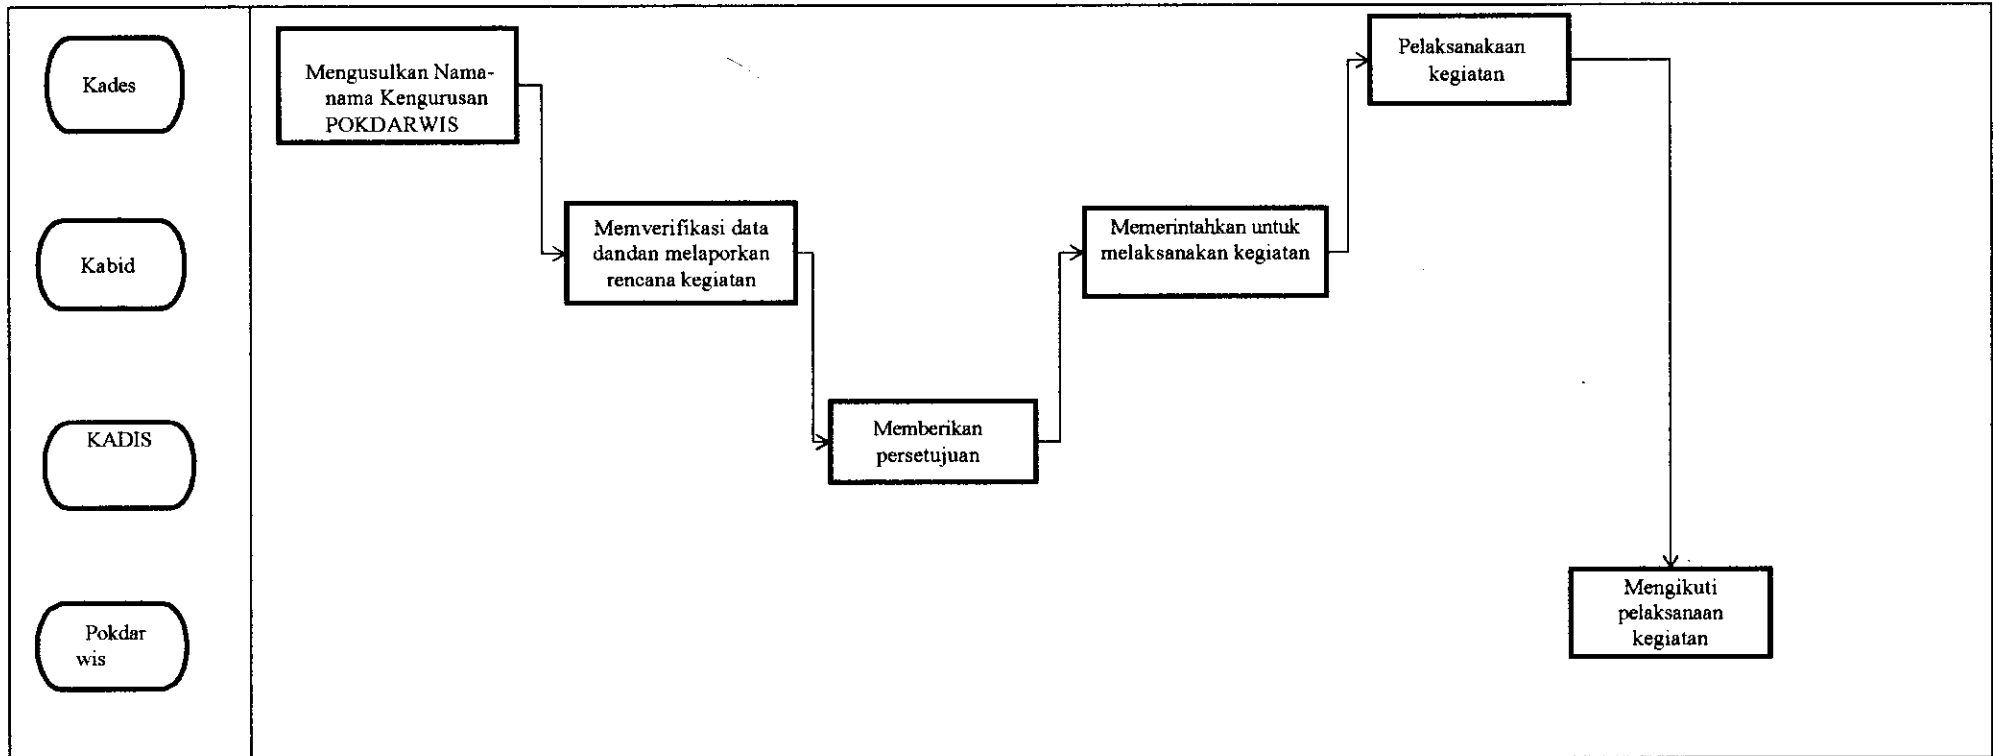 Kades
Mengusulkan Nama-
nama Kengurusan
POKDARWIS
Pelaksanakaan
kegiatan
Kabid
Memverifikasi data
dandan melaporkan
rencana kegiatan
Memerintahkan untuk
melaksanakan kegiatan
KADIS
Memberikan
persetujuan
Pokdar
wis
Mengikuti
pelaksanaan
kegiatan